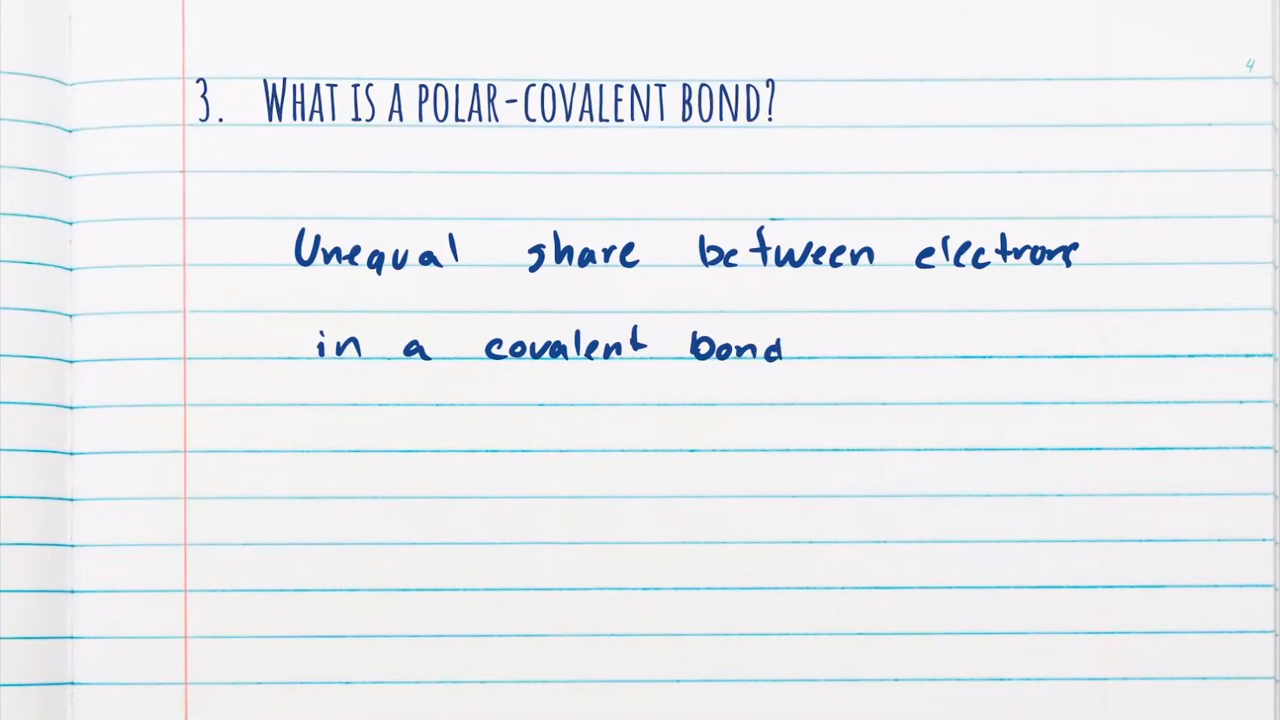 4
3. What is a polar-covalent bond?
Unequal share between electrons
in a covalent bond